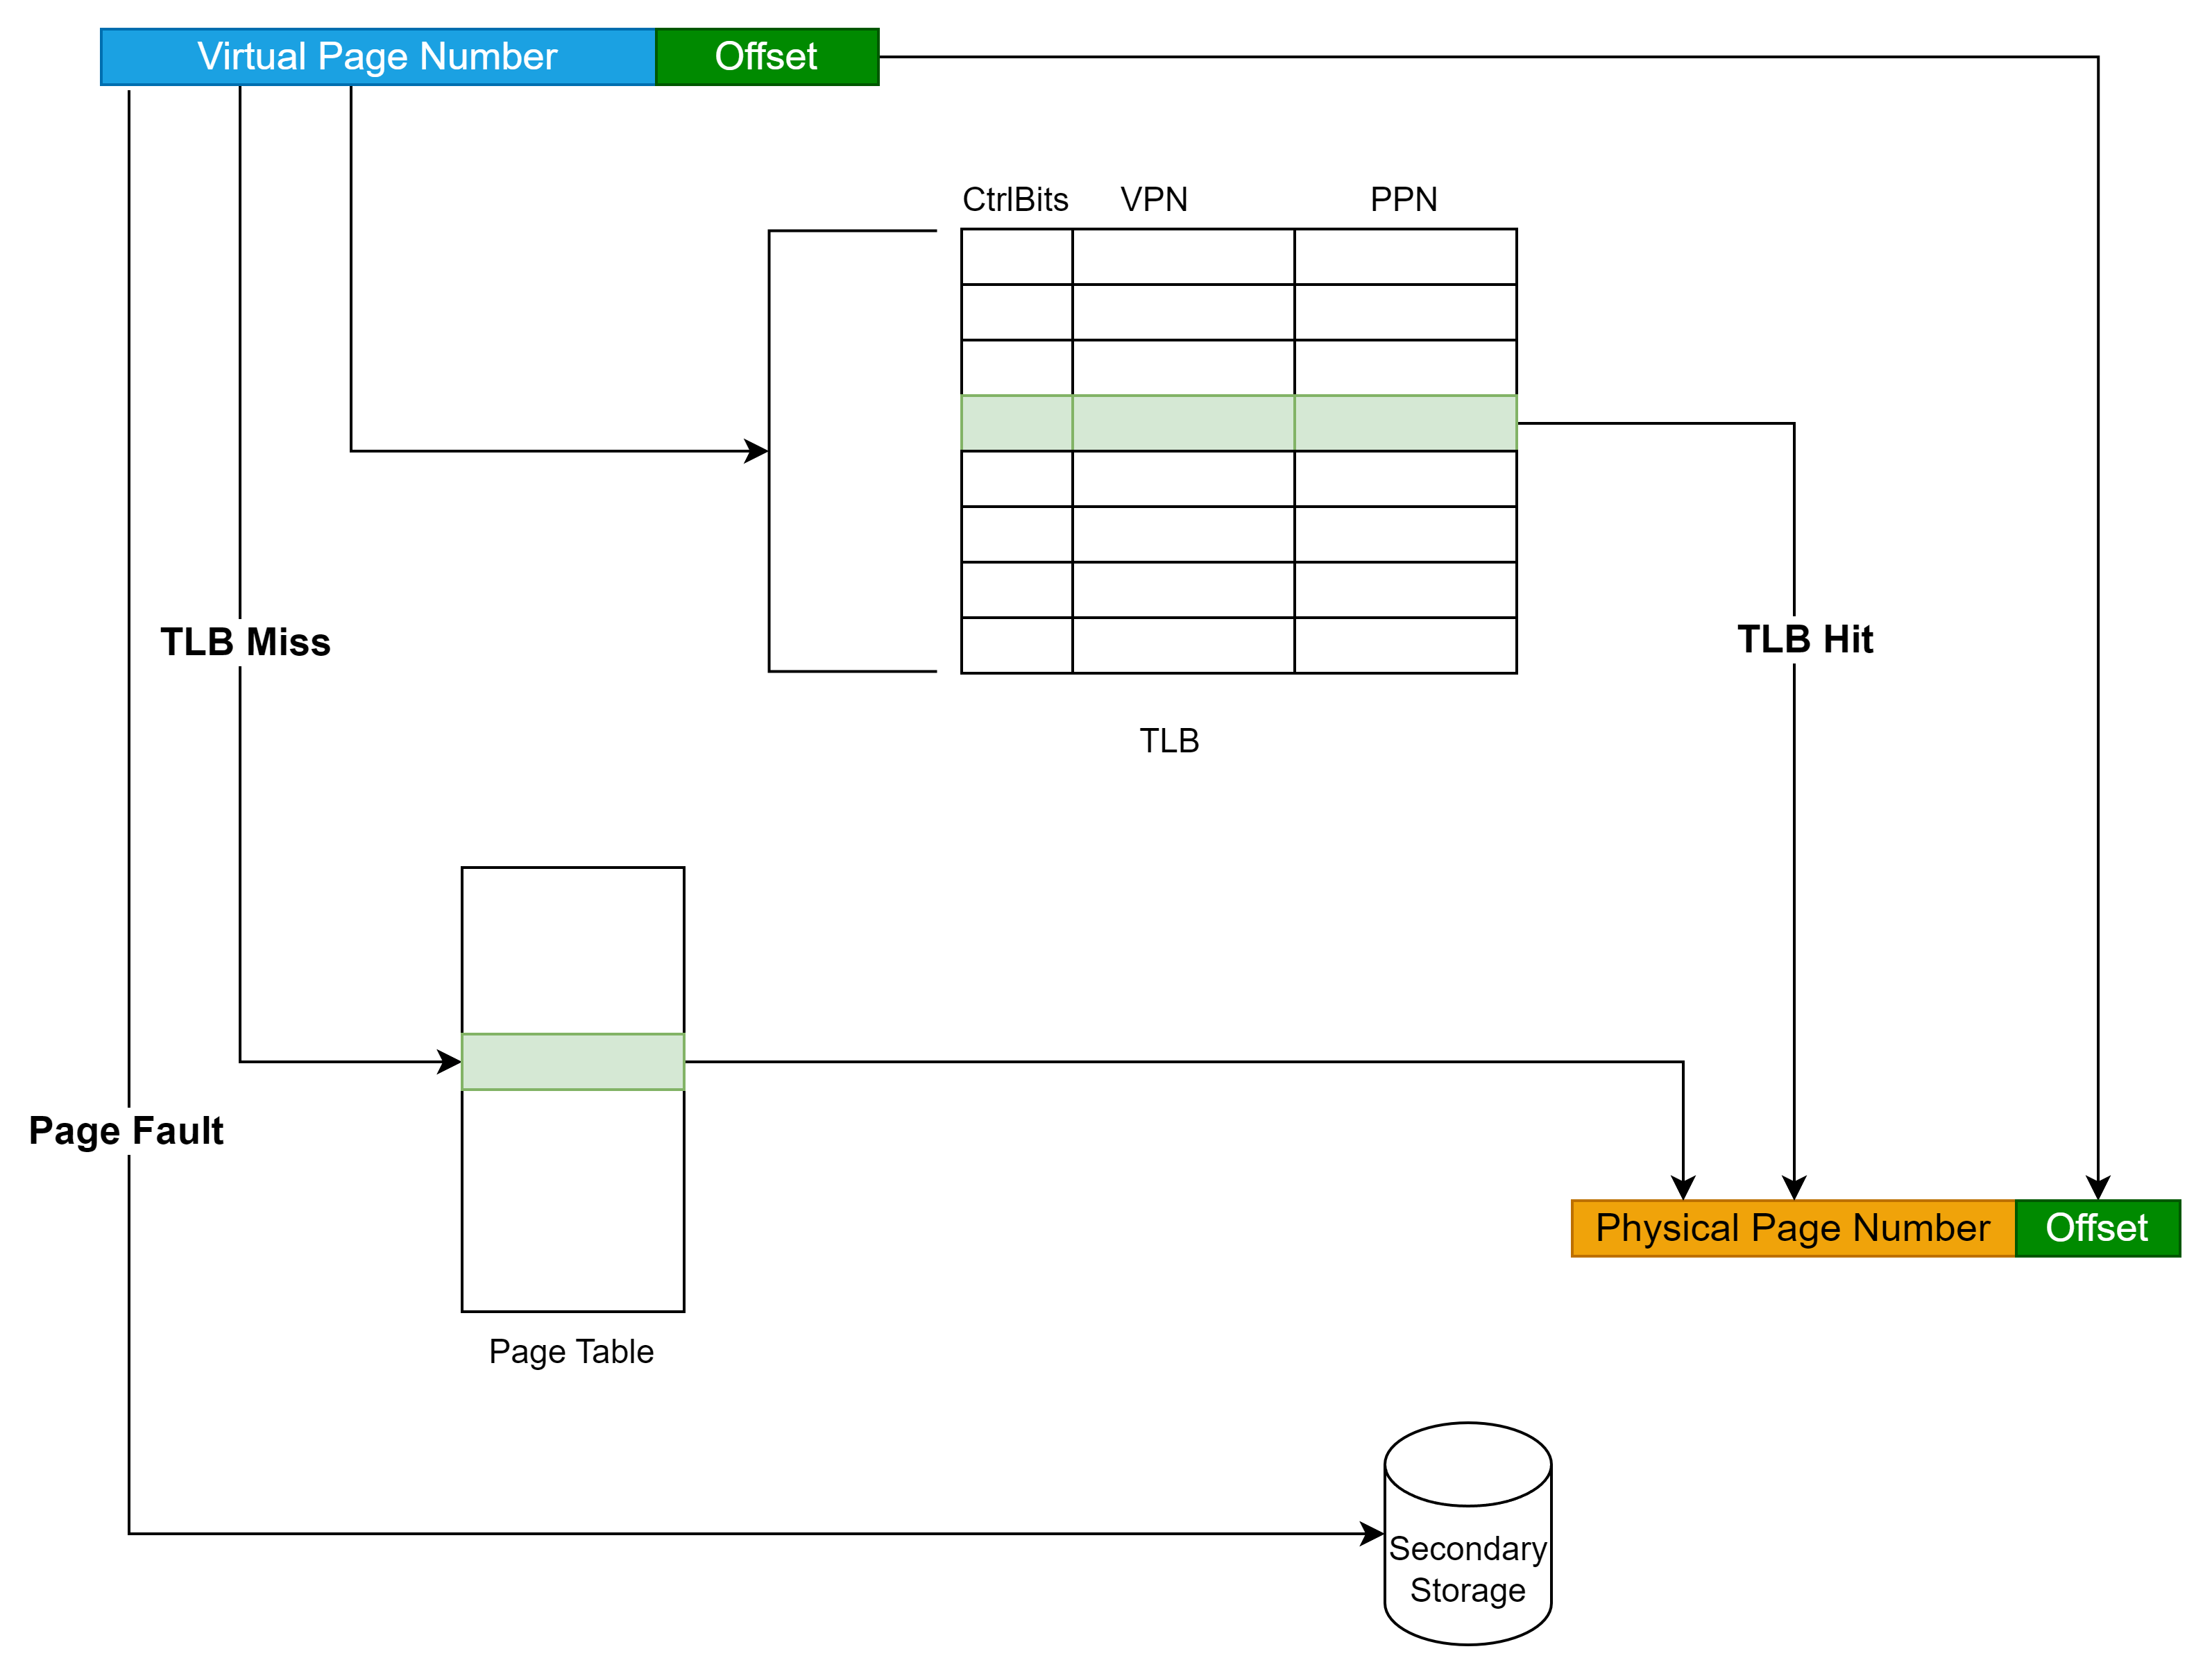 Virtual Page Number Offset
CtrlBits VPN PPN
TLB Miss
TLB Hit
TLB
Page Fault
Physical Page Number Offset
Page Table
Secondary
Storage